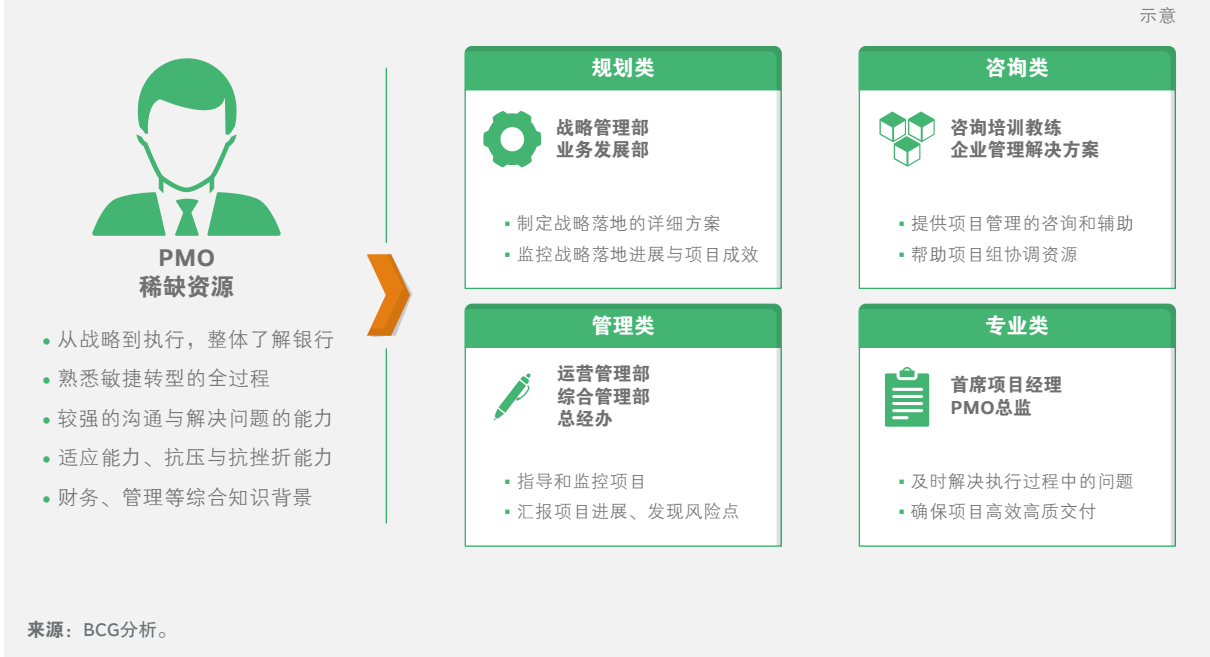 示意
PMO
稀缺资源
• 从战略到执行，整体了解银行
• 熟悉敏捷转型的全过程
• 较强的沟通与解决问题的能力
• 适应能力、抗压与抗挫折能力
• 财务、管理等综合知识背景
规划类
战略管理部
业务发展部
▪ 制定战略落地的详细方案
▪ 监控战略落地进展与项目成效
咨询类
咨询培训教练
企业管理解决方案
▪ 提供项目管理的咨询和辅助
▪ 帮助项目组协调资源
管理类
运营管理部
综合管理部
总经办
▪ 指导和监控项目
▪ 汇报项目进展、发现风险点
专业类
首席项目经理
PMO总监
▪ 及时解决执行过程中的问题
▪ 确保项目高效高质交付
来源：BCG分析。